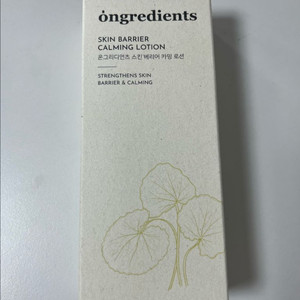 ongredients
SKIN BARRIER
CALMING LOTION
온그리디언츠 스킨 베리어 카밍 로션
STRENGTHENS SKIN
BARRIER & CALMING